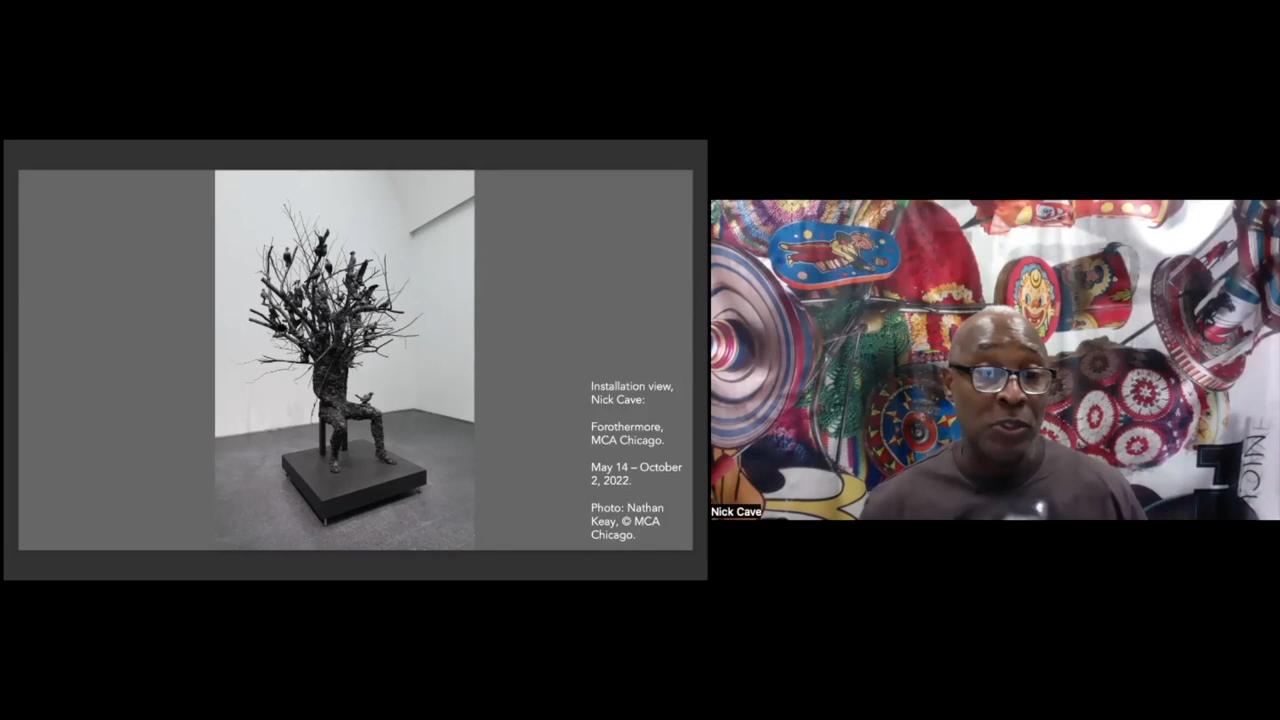 Installation view,
Nick Cave:
Forothermore,
MCA Chicago.
May 14 – October
2, 2022.
Photo: Nathan
Keay, © MCA
Chicago.
Nick Cave